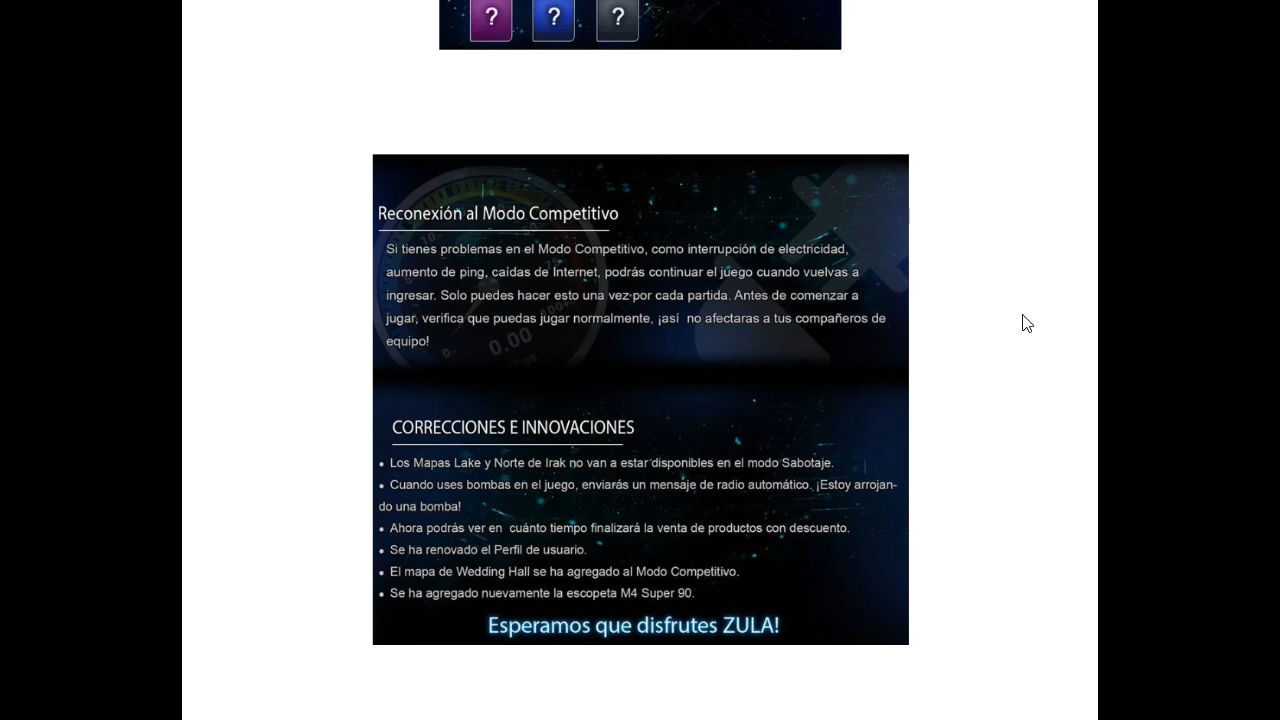 ? ? ?
Reconexión al Modo Competitivo
Si tienes problemas en el Modo Competitivo, como interrupción de electricidad,
aumento de ping, caídas de Internet, podrás continuar el juego cuando vuelvas a
ingresar. Solo puedes hacer esto una vez por cada partida. Antes de comenzar a
jugar, verifica que puedas jugar normalmente, ¡así no afectaras a tus compañeros de
equipo!
0.00
CORRECCIONES E INNOVACIONES
• Los Mapas Lake y Norte de Irak no van a estar disponibles en el modo Sabotaje.
• Cuando uses bombas en el juego, enviarás un mensaje de radio automático. ¡Estoy arrojan-
do una bomba!
• Ahora podrás ver en cuánto tiempo finalizará la venta de productos con descuento.
• Se ha renovado el Perfil de usuario.
• El mapa de Wedding Hall se ha agregado al Modo Competitivo.
• Se ha agregado nuevamente la escopeta M4 Super 90.
Esperamos que disfrutes ZULA!